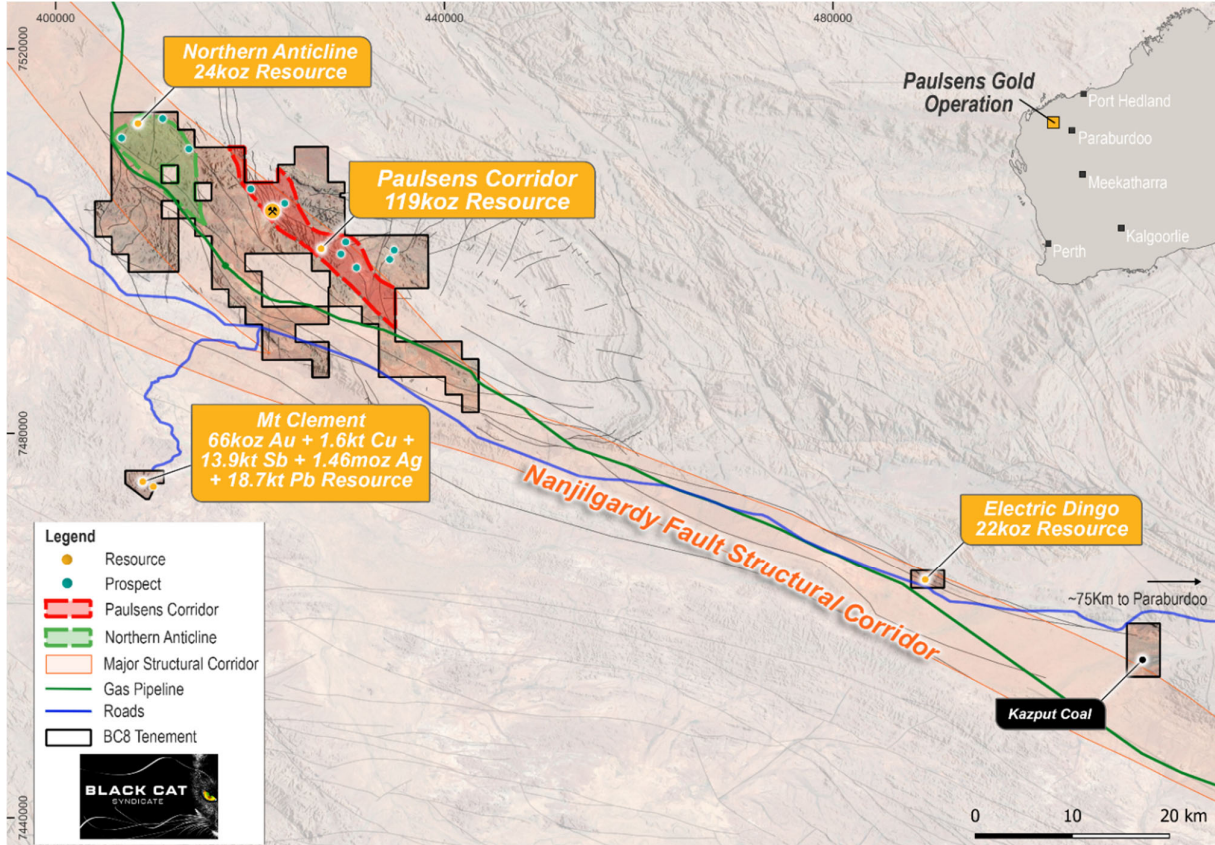 400000
440000
480000
7520000
Northern Anticline
24koz Resource
Paulsens Gold
Operation
Port Hedland
Paraburdoo
Meekatharra
Kalgoorlie
Perth
Paulsens Corridor
119koz Resource
7480000
Mt Clement
66koz Au + 1.6kt Cu +
13.9kt Sb + 1.46moz Ag
+ 18.7kt Pb Resource
Nanjilgardy Fault Structural Corridor
Electric Dingo
22koz Resource
~75Km to Paraburdoo
Kazput Coal
Legend
Resource
Prospect
Paulsens Corridor
Northern Anticline
Major Structural Corridor
Gas Pipeline
Roads
BC8 Tenement
BLACK CAT
SYNDICATE
7440000
0 10 20 km